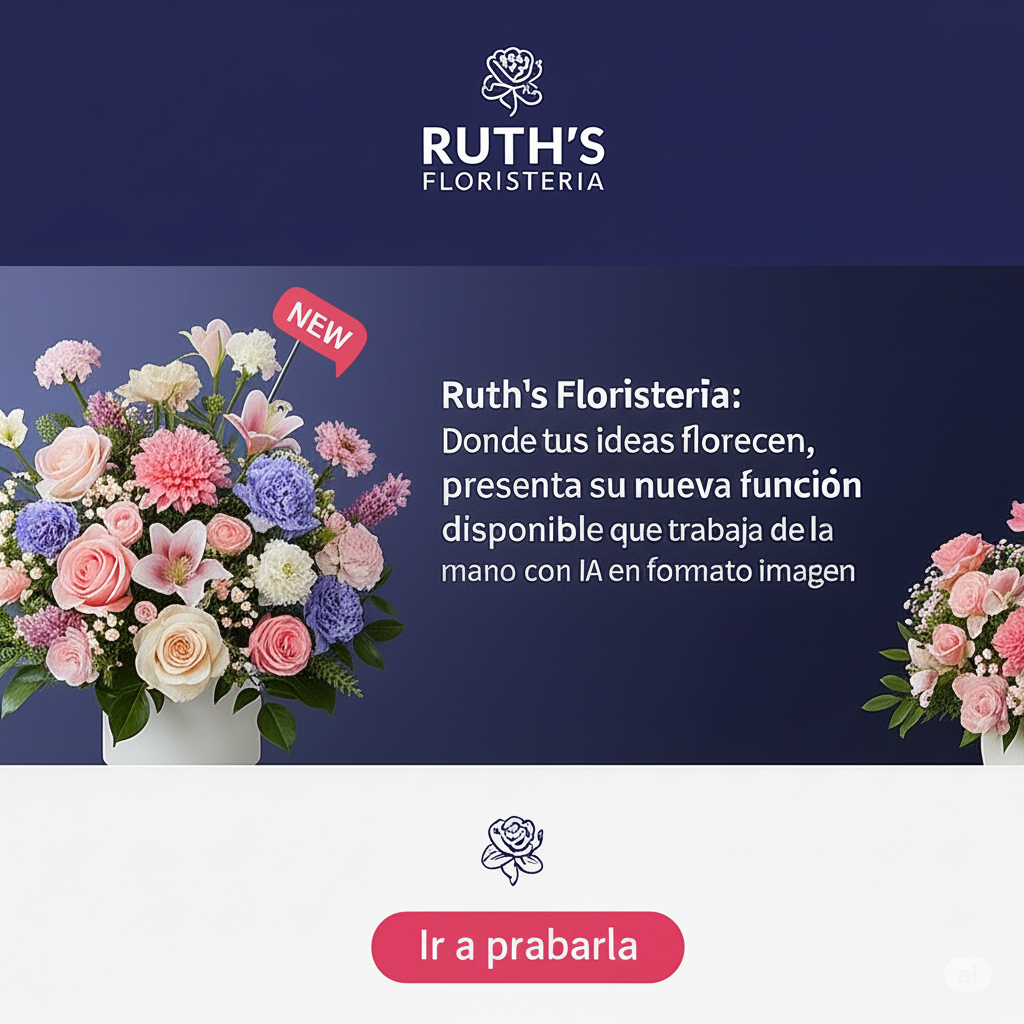 RUTH'S
FLORISTERIA
NEW
Ruth's Floristeria:
Donde tus ideas florecen,
presenta su nueva función
disponible que trabaja de la
mano con IA en formato imagen
Ir a prabarla
ai